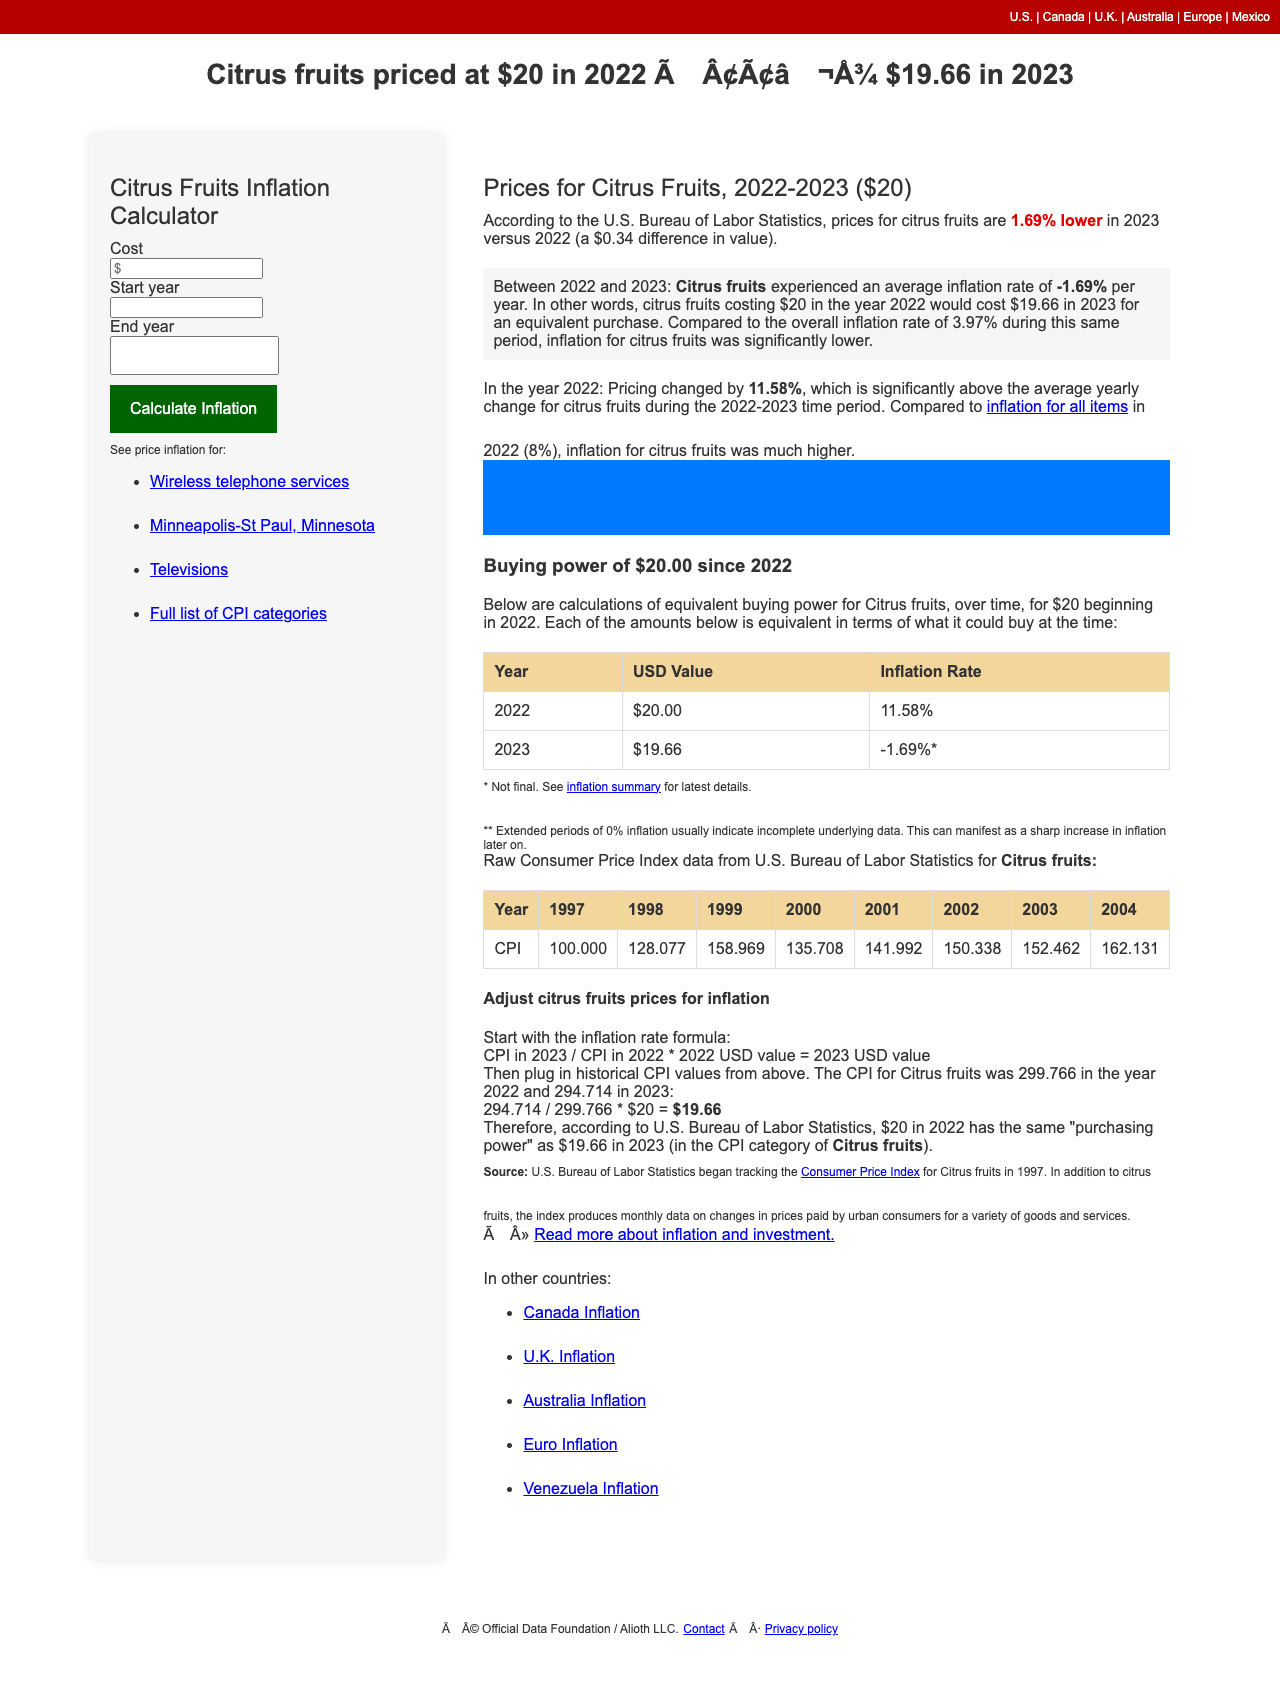 U.S. | Canada | U.K. | Australia | Europe | Mexico
Citrus fruits priced at $20 in 2022 Ã Â¢Ã¢â ¬Å¾ $19.66 in 2023
Citrus Fruits Inflation
Calculator
Cost
$
Start year
End year
Calculate Inflation
See price inflation for:
• Wireless telephone services
• Minneapolis-St Paul, Minnesota
• Televisions
• Full list of CPI categories
Prices for Citrus Fruits, 2022-2023 ($20)
According to the U.S. Bureau of Labor Statistics, prices for citrus fruits are 1.69% lower in 2023
versus 2022 (a $0.34 difference in value).
Between 2022 and 2023: Citrus fruits experienced an average inflation rate of -1.69% per
year. In other words, citrus fruits costing $20 in the year 2022 would cost $19.66 in 2023 for
an equivalent purchase. Compared to the overall inflation rate of 3.97% during this same
period, inflation for citrus fruits was significantly lower.
In the year 2022: Pricing changed by 11.58%, which is significantly above the average yearly
change for citrus fruits during the 2022-2023 time period. Compared to inflation for all items in
2022 (8%), inflation for citrus fruits was much higher.
Buying power of $20.00 since 2022
Below are calculations of equivalent buying power for Citrus fruits, over time, for $20 beginning
in 2022. Each of the amounts below is equivalent in terms of what it could buy at the time:
Year USD Value Inflation Rate
2022 $20.00 11.58%
2023 $19.66 -1.69%*
* Not final. See inflation summary for latest details.
** Extended periods of 0% inflation usually indicate incomplete underlying data. This can manifest as a sharp increase in inflation
later on.
Raw Consumer Price Index data from U.S. Bureau of Labor Statistics for Citrus fruits:
Year 1997 1998 1999 2000 2001 2002 2003 2004
CPI 100.000 128.077 158.969 135.708 141.992 150.338 152.462 162.131
Adjust citrus fruits prices for inflation
Start with the inflation rate formula:
CPI in 2023 / CPI in 2022 * 2022 USD value = 2023 USD value
Then plug in historical CPI values from above. The CPI for Citrus fruits was 299.766 in the year
2022 and 294.714 in 2023:
294.714 / 299.766 * $20 = $19.66
Therefore, according to U.S. Bureau of Labor Statistics, $20 in 2022 has the same "purchasing
power" as $19.66 in 2023 (in the CPI category of Citrus fruits).
Source: U.S. Bureau of Labor Statistics began tracking the Consumer Price Index for Citrus fruits in 1997. In addition to citrus
fruits, the index produces monthly data on changes in prices paid by urban consumers for a variety of goods and services.
Ã Â» Read more about inflation and investment.
In other countries:
• Canada Inflation
• U.K. Inflation
• Australia Inflation
• Euro Inflation
• Venezuela Inflation
Ã Â© Official Data Foundation / Alioth LLC. Contact Ã Â· Privacy policy